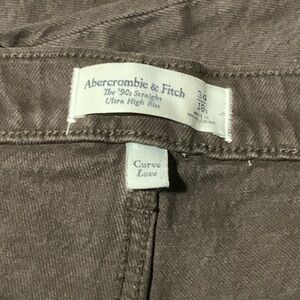 Abercrombie & Fitch
The '90s Straight
Ultra High Rise
Curve
Love